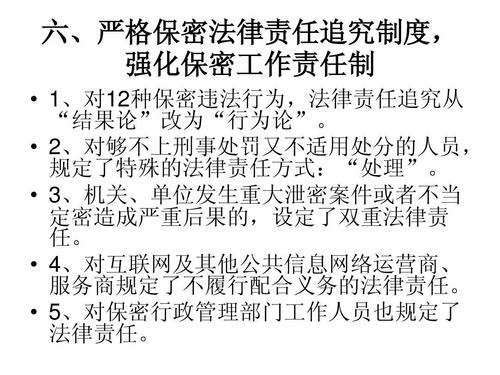 六、严格保密法律责任追究制度，
强化保密工作责任制
• 1、对12种保密违法行为，法律责任追究从
“结果论”改为“行为论”。
• 2、对够不上刑事处罚又不适用处分的人员，
规定了特殊的法律责任方式：“处理”。
• 3、机关、单位发生重大泄密案件或者不当
定密造成严重后果的，设定了双重法律责
任。
• 4、对互联网及其他公共信息网络运营商、
服务商规定了不履行配合义务的法律责任。
• 5、对保密行政管理部门工作人员也规定了
法律责任。